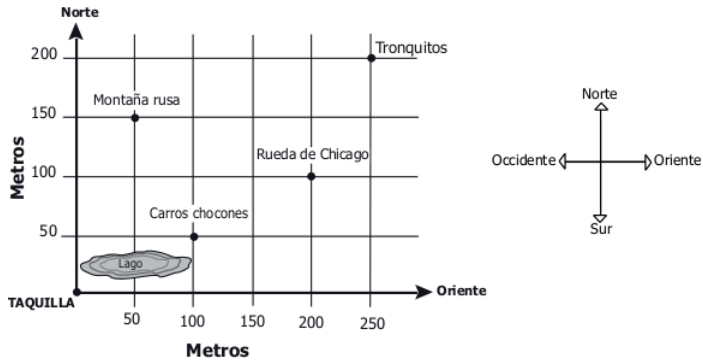 Norte
200
Tronquitos
Montaña rusa
150
Norte
Rueda de Chicago
Occidente
Oriente
Metros
100
Carros chocones
Sur
50
Lago
TAQUILLA
Oriente
50
100
150
200
250
Metros